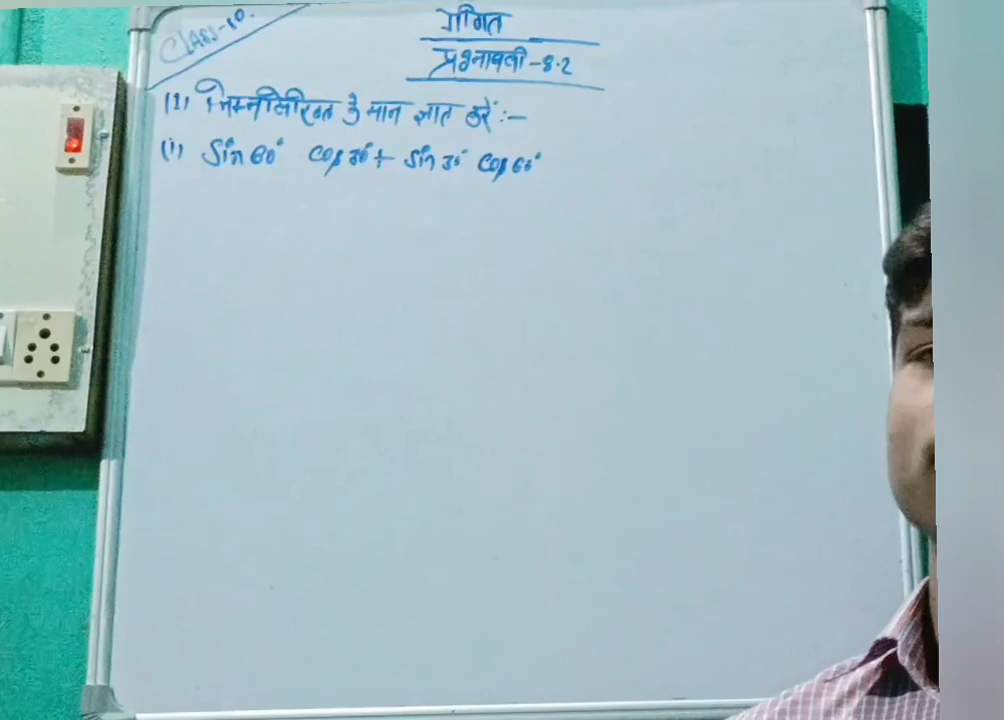 CLASS-10.
गणित
प्रश्नावली-8.2
(1) निम्नलिखित के मान ज्ञात करें :-
(i) Sin 60° Cos 30° + Sin 30° Cos 60°